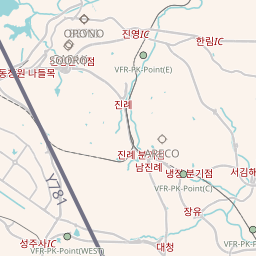 진영IC
한림IC
VFR-PK-Point(E)
동창원 나들목
진례
진례 분기점
남진례
냉정 분기점
VFR-PK-Point(C)
서김해
Y781
장유
성주사IC
VFR-PK-Point(WEST)
대청